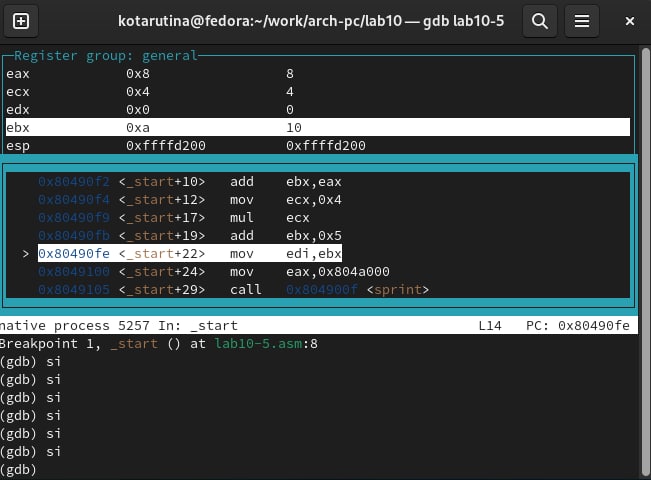 kotarutina@fedora:~/work/arch-pc/lab10 — gdb lab10-5
Register group: general
eax 0x8 8
ecx 0x4 4
edx 0x0 0
ebx 0xa 10
esp 0xffffd200 0xffffd200
0x80490f2 <_start+10> add ebx,eax
0x80490f4 <_start+12> mov ecx,0x4
0x80490f9 <_start+17> mul ecx
0x80490fb <_start+19> add ebx,0x5
> 0x80490fe <_start+22> mov edi,ebx
0x8049100 <_start+24> mov eax,0x804a000
0x8049105 <_start+29> call 0x804900f <sprint>
native process 5257 In: _start L14 PC: 0x80490fe
Breakpoint 1, _start () at lab10-5.asm:8
(gdb) si
(gdb) si
(gdb) si
(gdb) si
(gdb) si
(gdb) si
(gdb)